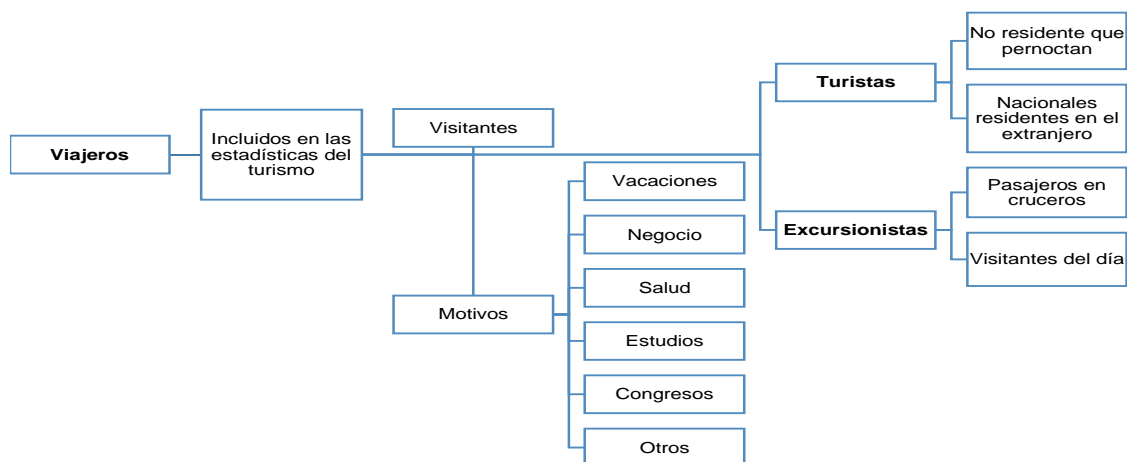 Viajeros
Incluidos en las
estadísticas del
turismo
Visitantes
Motivos
Vacaciones
Negocio
Salud
Estudios
Congresos
Otros
Turistas
No residente que
pernoctan
Nacionales
residentes en el
extranjero
Excursionistas
Pasajeros en
cruceros
Visitantes del día